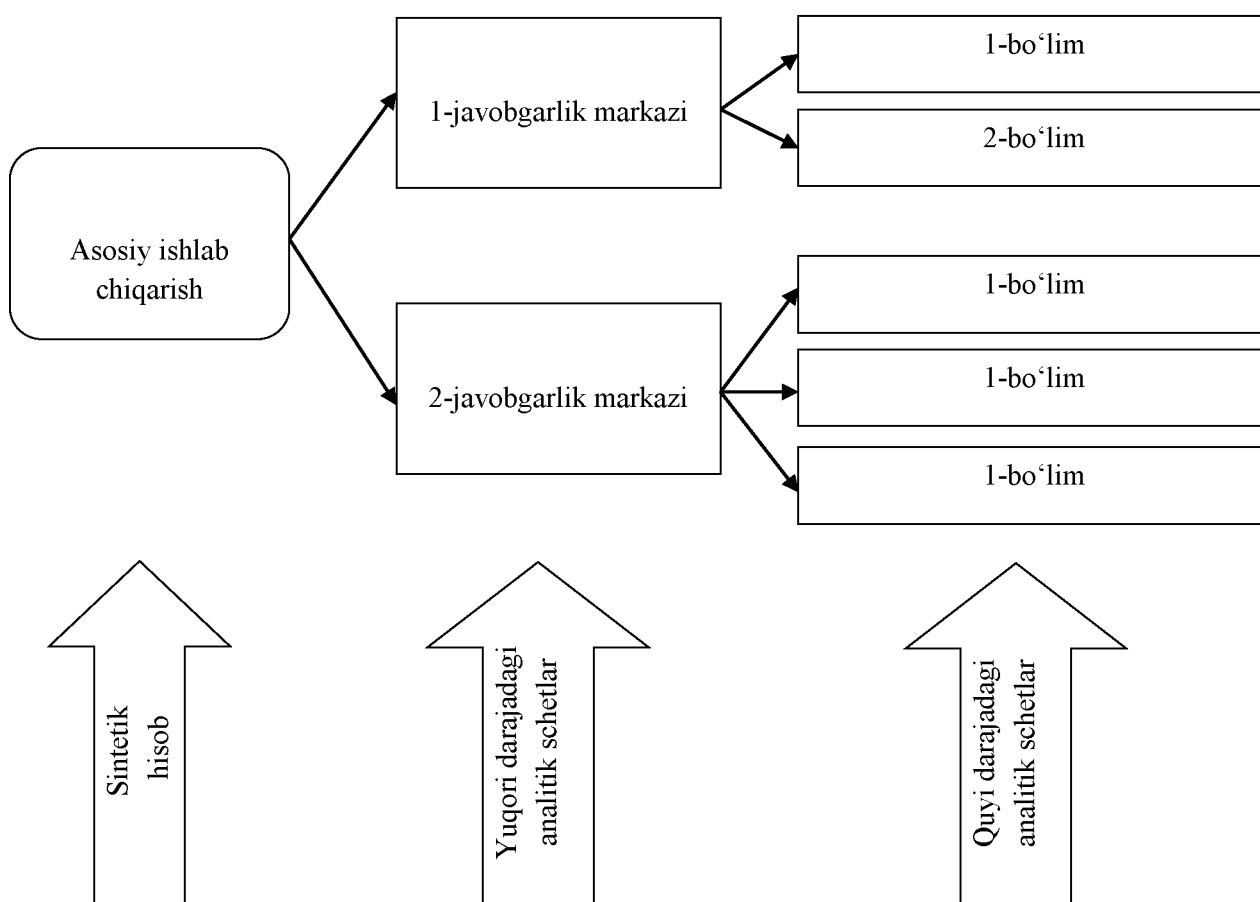 Asosiy ishlab
chiqarish
1-javobgarlik markazi
1-bo‘lim
2-bo‘lim
2-javobgarlik markazi
1-bo‘lim
1-bo‘lim
1-bo‘lim
Sintetik
hisob
Yuqori darajadagi
analitik schetlar
Quyi darajadagi
analitik schetlar